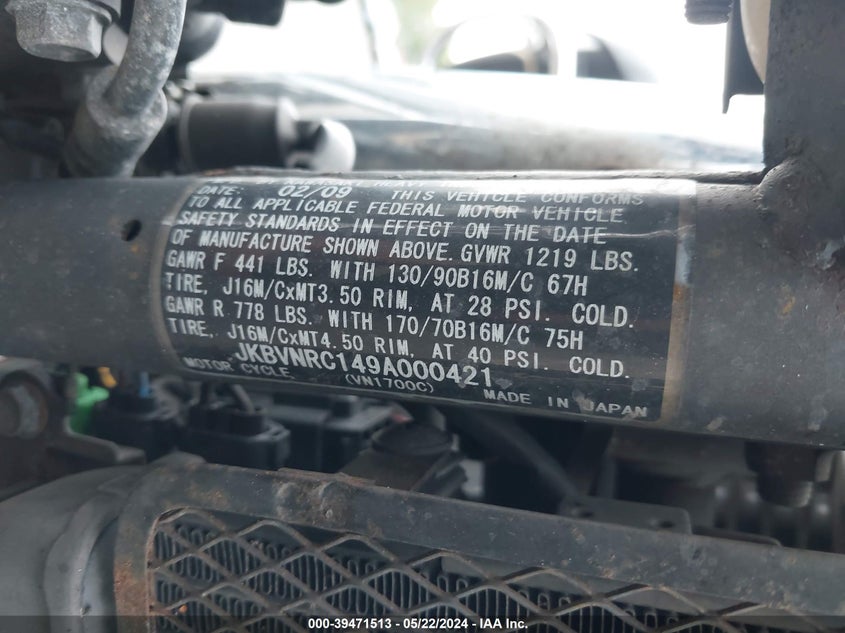 DATE: 02/09 THIS VEHICLE CONFORMS
TO ALL APPLICABLE FEDERAL MOTOR VEHICLE
SAFETY STANDARDS IN EFFECT ON THE DATE
OF MANUFACTURE SHOWN ABOVE. GVWR 1219 LBS.
GAWR F 441 LBS. WITH 130/90B16M/C 67H
TIRE, J16M/CxMT3.50 RIM, AT 28 PSI. COLD.
GAWR R 778 LBS. WITH 170/70B16M/C 75H
TIRE, J16M/CxMT4.50 RIM, AT 40 PSI. COLD.
JKBVNRC149A000421
MOTOR CYCLE. (VN1700C) MADE IN JAPAN
000-39471513 - 05/22/2024 - IAA Inc.